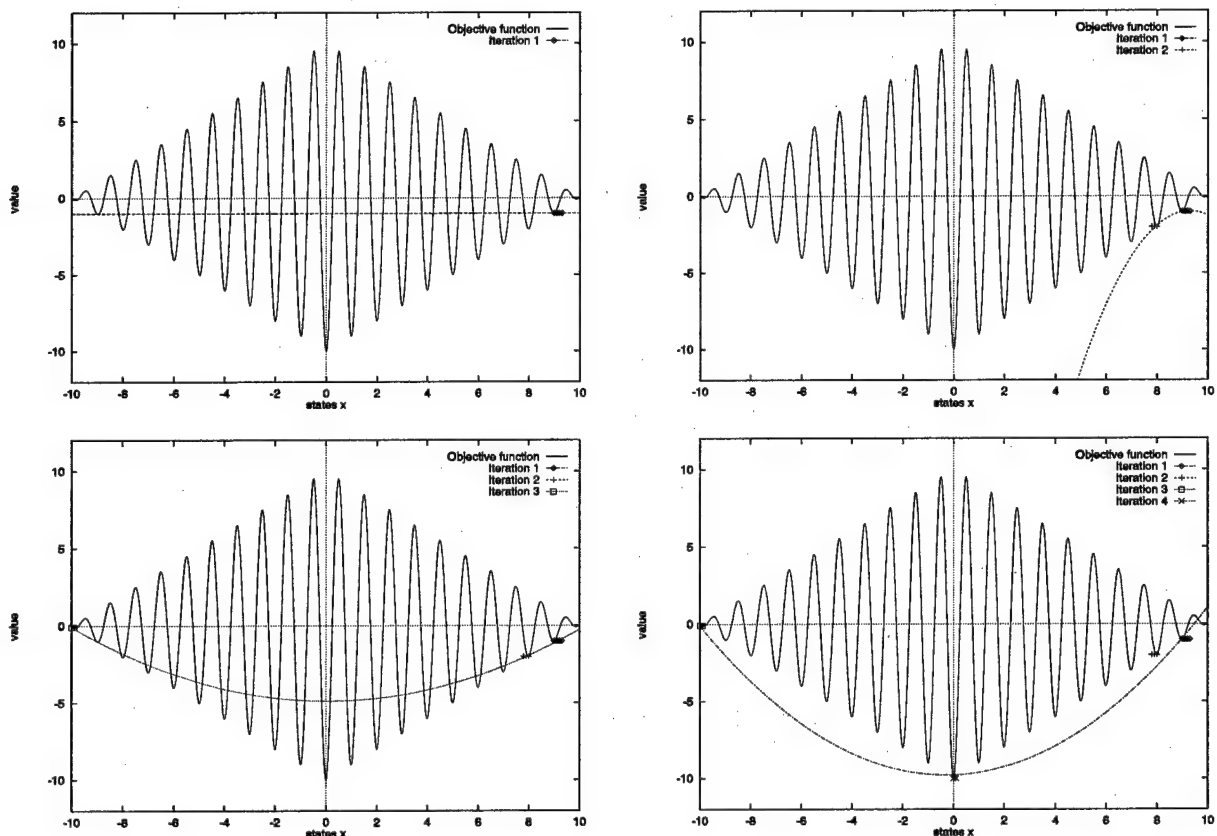 Objective function
Iteration 1
10
5
0
-5
-10
value
-10 -8 -6 -4 -2 0 2 4 6 8 10
states x
Objective function
Iteration 1
Iteration 2
10
5
0
-5
-10
value
-10 -8 -6 -4 -2 0 2 4 6 8 10
states x
Objective function
Iteration 1
Iteration 2
Iteration 3
10
5
0
-5
-10
value
-10 -8 -6 -4 -2 0 2 4 6 8 10
states x
Objective function
Iteration 1
Iteration 2
Iteration 3
Iteration 4
10
5
0
-5
-10
value
-10 -8 -6 -4 -2 0 2 4 6 8 10
states x